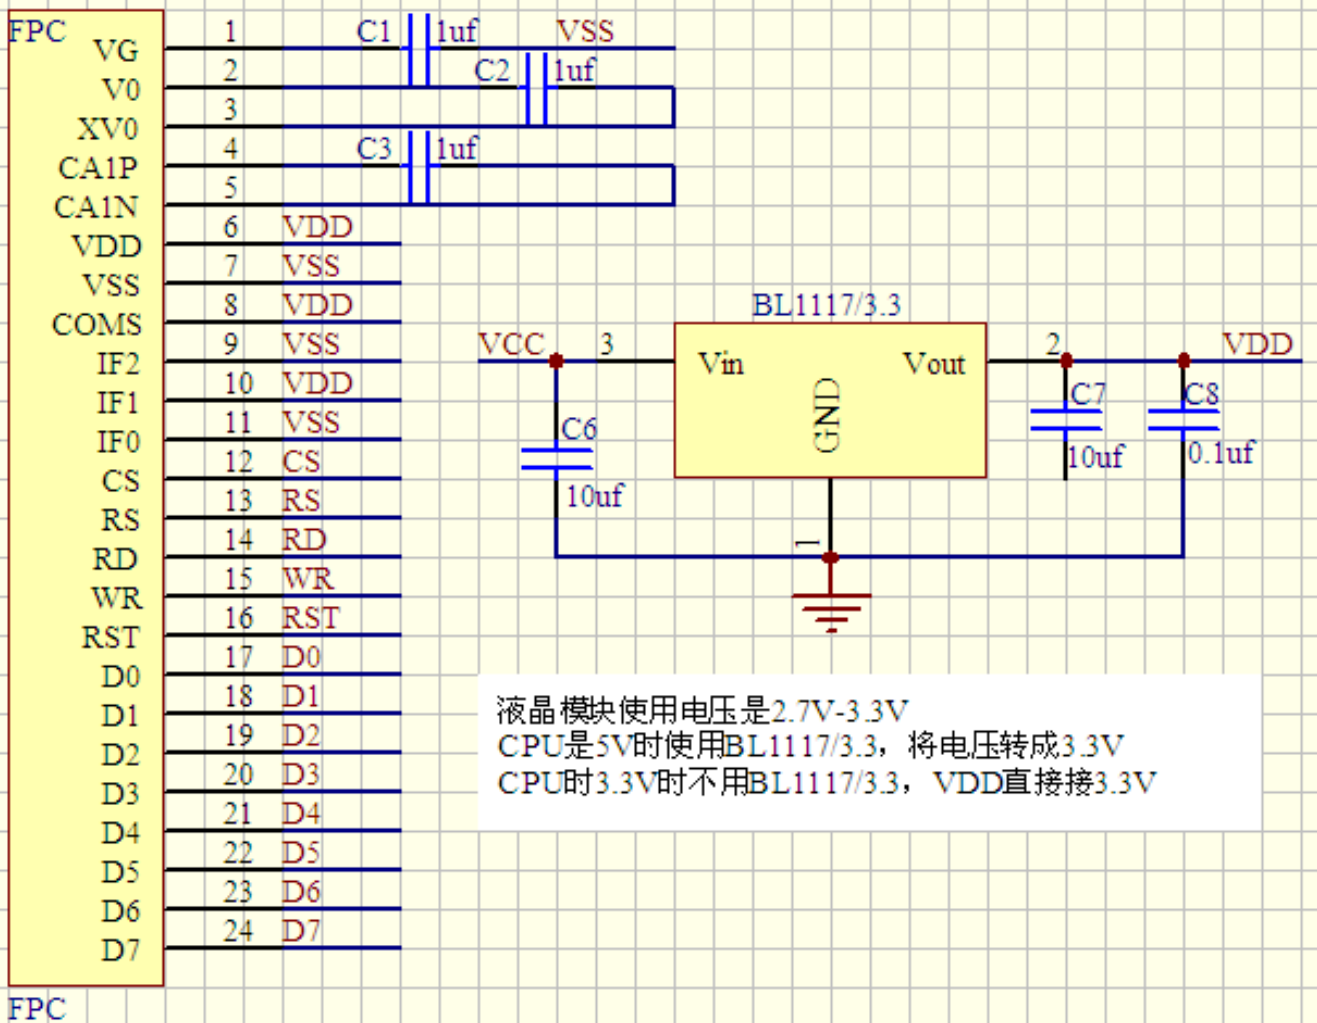 FPC
VG 1 C1 1uf VSS
V0 2 C2 1uf
XV0 3
CA1P 4 C3 1uf
CA1N 5
VDD 6 VDD
VSS 7 VSS
COMS 8 VDD
IF2 9 VSS
IF1 10 VDD
IF0 11 VSS
CS 12 CS
RS 13 RS
RD 14 RD
WR 15 WR
RST 16 RST
D0 17 D0
D1 18 D1
D2 19 D2
D3 20 D3
D4 21 D4
D5 22 D5
D6 23 D6
D7 24 D7
FPC
BL1117/3.3
VCC 3 Vin Vout 2 VDD
GND
C6
10uf
C7
10uf
C8
0.1uf
1
液晶模块使用电压是2.7V-3.3V
CPU是5V时使用BL1117/3.3，将电压转成3.3V
CPU时3.3V时不用BL1117/3.3，VDD直接接3.3V